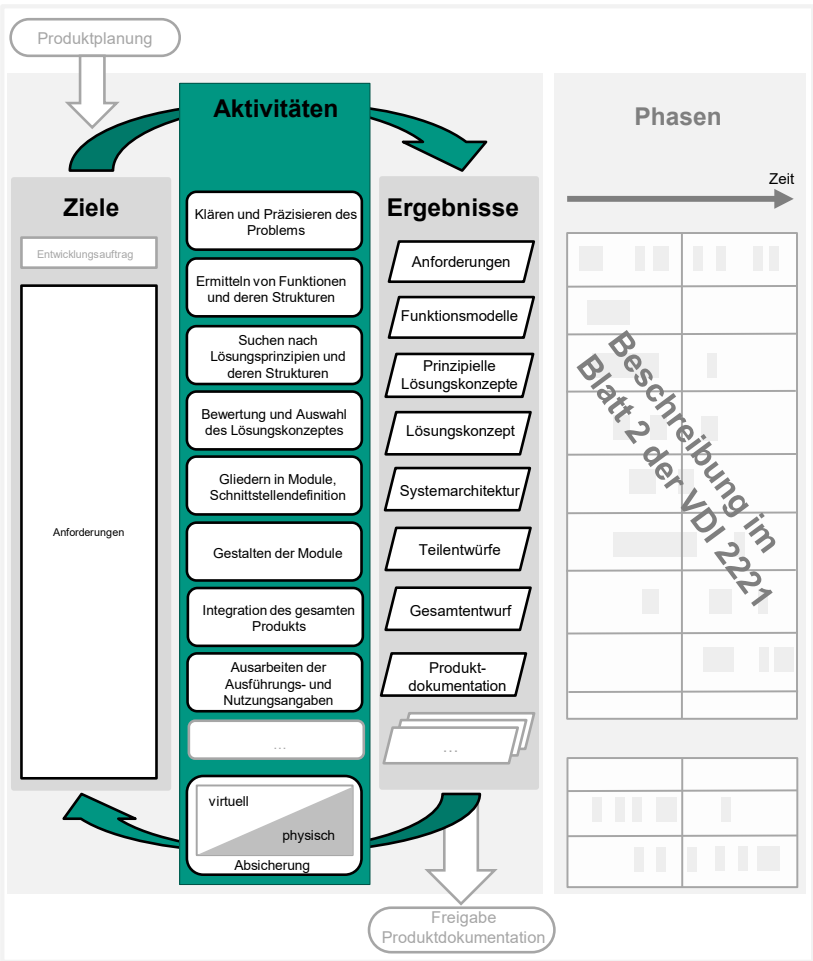 Produktplanung
Aktivitäten
Phasen
Zeit
Ziele
Entwicklungsauftrag
Anforderungen
Klären und Präzisieren des
Problems
Ermitteln von Funktionen
und deren Strukturen
Suchen nach
Lösungsprinzipien und
deren Strukturen
Bewertung und Auswahl
des Lösungskonzeptes
Gliedern in Module,
Schnittstellendefinition
Gestalten der Module
Integration des gesamten
Produkts
Ausarbeiten der
Ausführungs- und
Nutzungsangaben
...
virtuell
physisch
Absicherung
Ergebnisse
Anforderungen
Funktionsmodelle
Prinzipielle
Lösungskonzepte
Lösungskonzept
Systemarchitektur
Teilentwürfe
Gesamtentwurf
Produkt-
dokumentation
...
Beschreibung im
Blatt 2 der VDI 2221
Freigabe
Produktdokumentation